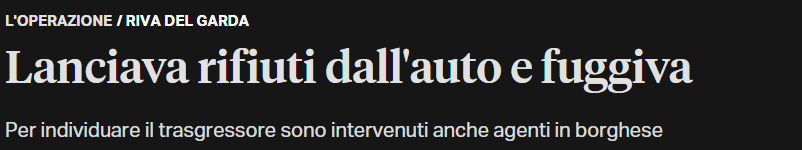 L'OPERAZIONE / RIVA DEL GARDA
Lanciava rifiuti dall'auto e fuggiva
Per individuare il trasgressore sono intervenuti anche agenti in borghese